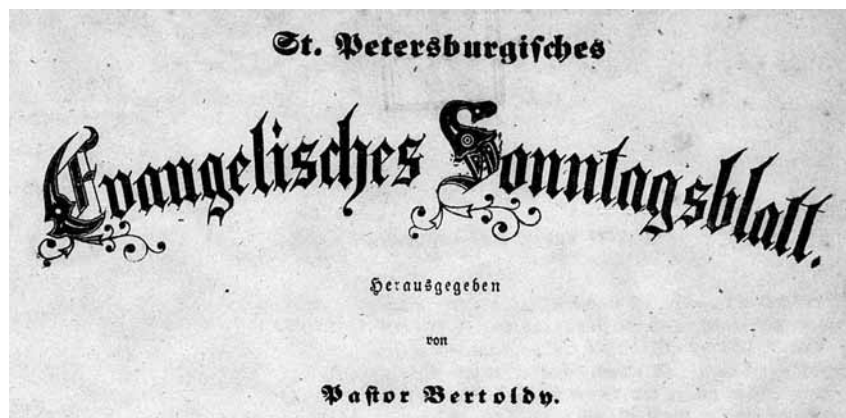 St. Petersburgisches
Evangelisches Sonntagsblatt.
Herausgegeben
von
Pastor Bertoldy.